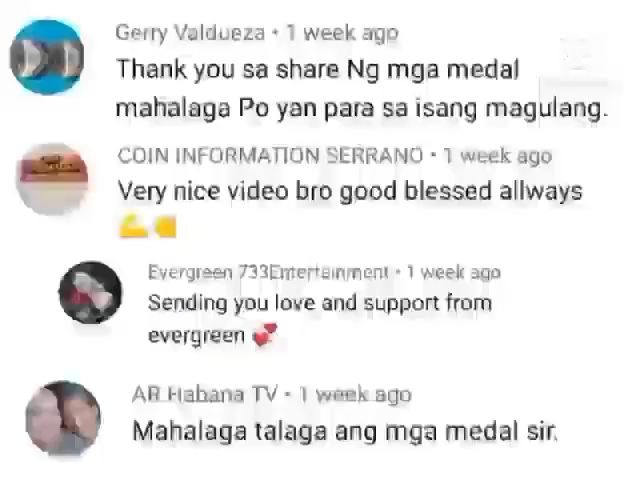 Gerry Valdueza • 1 week ago
Thank you sa share Ng mga medal
mahalaga Po yan para sa isang magulang.
COIN INFORMATION SERRANO • 1 week ago
Very nice video bro good blessed allways
💪👊
Evergreen 733Entertainment • 1 week ago
Sending you love and support from
evergreen 💞
AR Habana TV • 1 week ago
Mahalaga talaga ang mga medal sir.